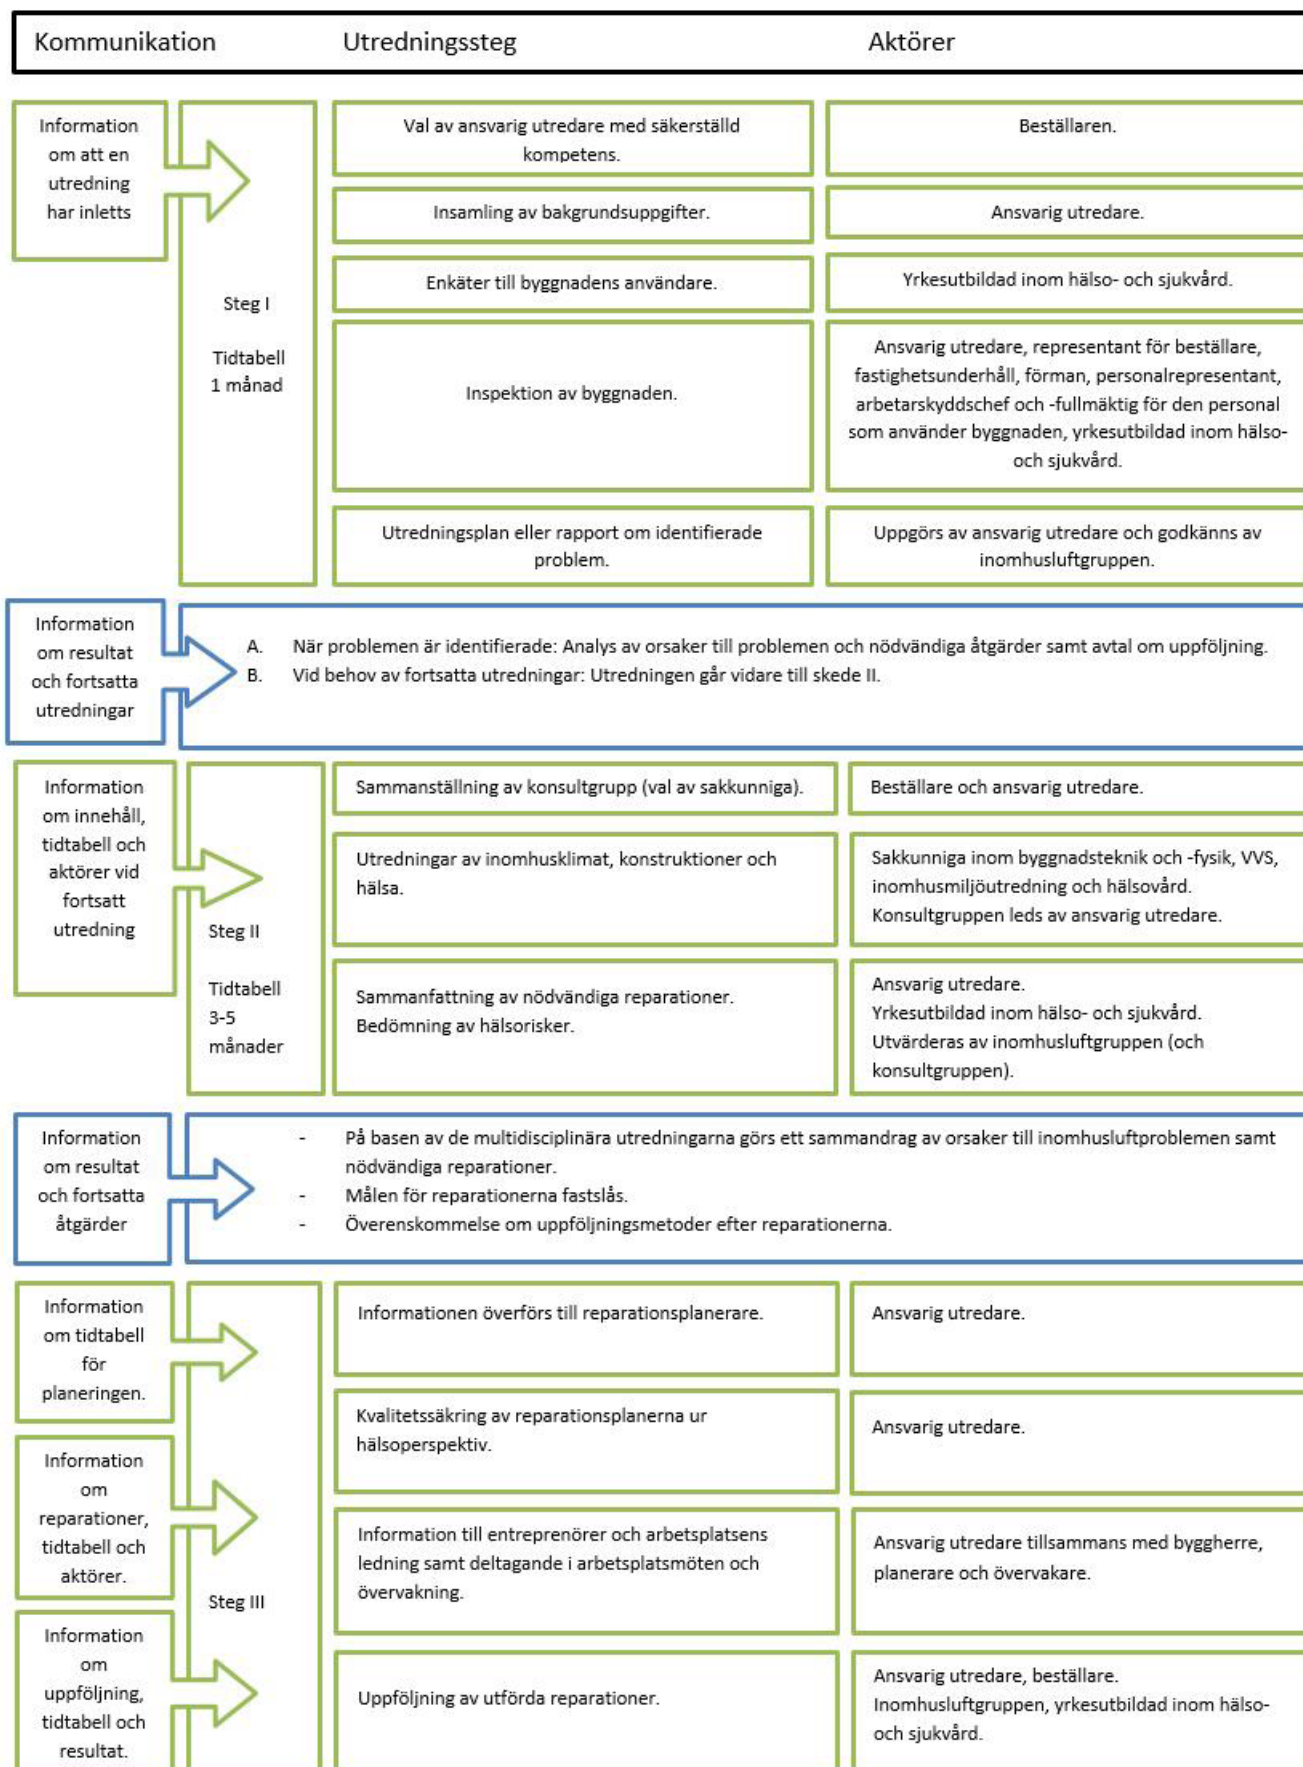 Kommunikation
Utredningssteg
Aktörer
Information
om att en
utredning
har inletts
Steg I
Tidtabell
1 månad
Val av ansvarig utredare med säkerställd
kompetens.
Beställaren.
Insamling av bakgrundsuppgifter.
Ansvarig utredare.
Enkäter till byggnadens användare.
Yrkesutbildad inom hälso- och sjukvård.
Inspektion av byggnaden.
Ansvarig utredare, representant för beställare,
fastighetsunderhåll, förman, personalrepresentant,
arbetarskyddschef och -fullmäktig för den personal
som använder byggnaden, yrkesutbildad inom hälso-
och sjukvård.
Utredningsplan eller rapport om identifierade
problem.
Uppgörs av ansvarig utredare och godkänns av
inomhusluftgruppen.
Information
om resultat
och fortsatta
utredningar
A. När problemen är identifierade: Analys av orsaker till problemen och nödvändiga åtgärder samt avtal om uppföljning.
B. Vid behov av fortsatta utredningar: Utredningen går vidare till skede II.
Information
om innehåll,
tidtabell och
aktörer vid
fortsatt
utredning
Steg II
Tidtabell
3-5
månader
Sammanställning av konsultgrupp (val av sakkunniga).
Beställare och ansvarig utredare.
Utredningar av inomhusklimat, konstruktioner och
hälsa.
Sakkunniga inom byggnadsteknik och -fysik, VVS,
inomhusmiljöutredning och hälsovård.
Konsultgruppen leds av ansvarig utredare.
Sammanfattning av nödvändiga reparationer.
Bedömning av hälsorisker.
Ansvarig utredare.
Yrkesutbildad inom hälso- och sjukvård.
Utvärderas av inomhusluftgruppen (och
konsultgruppen).
Information
om resultat
och fortsatta
åtgärder
- På basen av de multidisciplinära utredningarna görs ett sammandrag av orsaker till inomhusluftproblemen samt
nödvändiga reparationer.
- Målen för reparationerna fastslås.
- Överenskommelse om uppföljningsmetoder efter reparationerna.
Information
om tidtabell
för
planeringen.
Information
om
reparationer,
tidtabell och
aktörer.
Information
om
uppföljning,
tidtabell och
resultat.
Steg III
Informationen överförs till reparationsplanerare.
Ansvarig utredare.
Kvalitetssäkring av reparationsplanerna ur
hälsoperspektiv.
Ansvarig utredare.
Information till entreprenörer och arbetsplatsens
ledning samt deltagande i arbetsplatsmöten och
övervakning.
Ansvarig utredare tillsammans med byggherre,
planerare och övervakare.
Uppföljning av utförda reparationer.
Ansvarig utredare, beställare.
Inomhusluftgruppen, yrkesutbildad inom hälso-
och sjukvård.